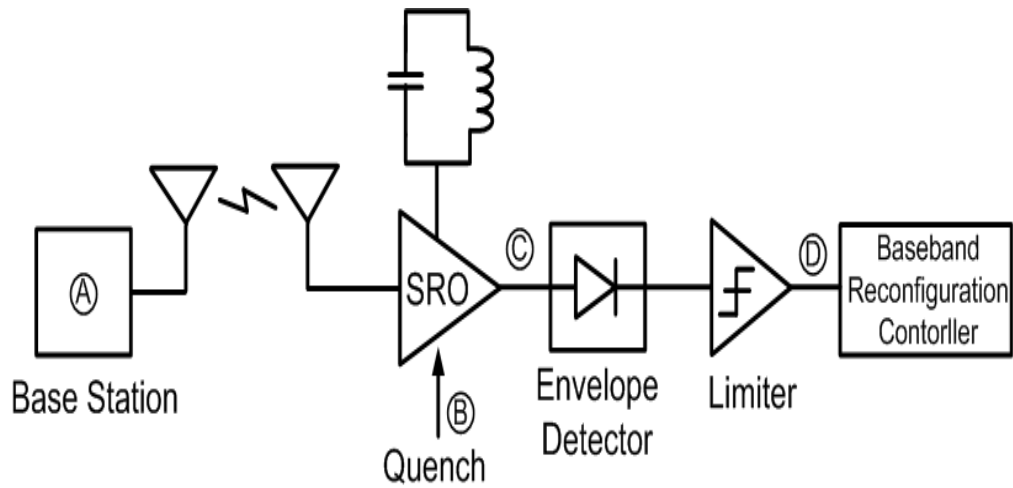 Ⓐ
Base Station
SRO
Ⓑ
Quench
Ⓒ
Envelope
Detector
Limiter
Ⓓ
Baseband
Reconfiguration
Contorller